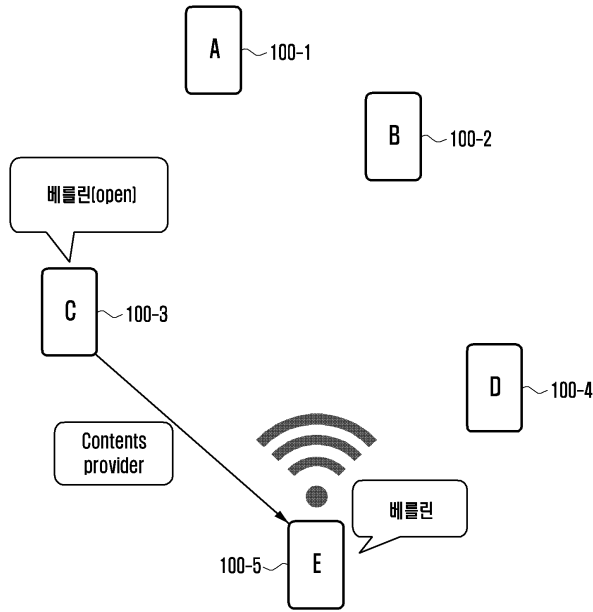 A
100-1
B
100-2
베를린(open)
C
100-3
D
100-4
Contents
provider
베를린
100-5
E